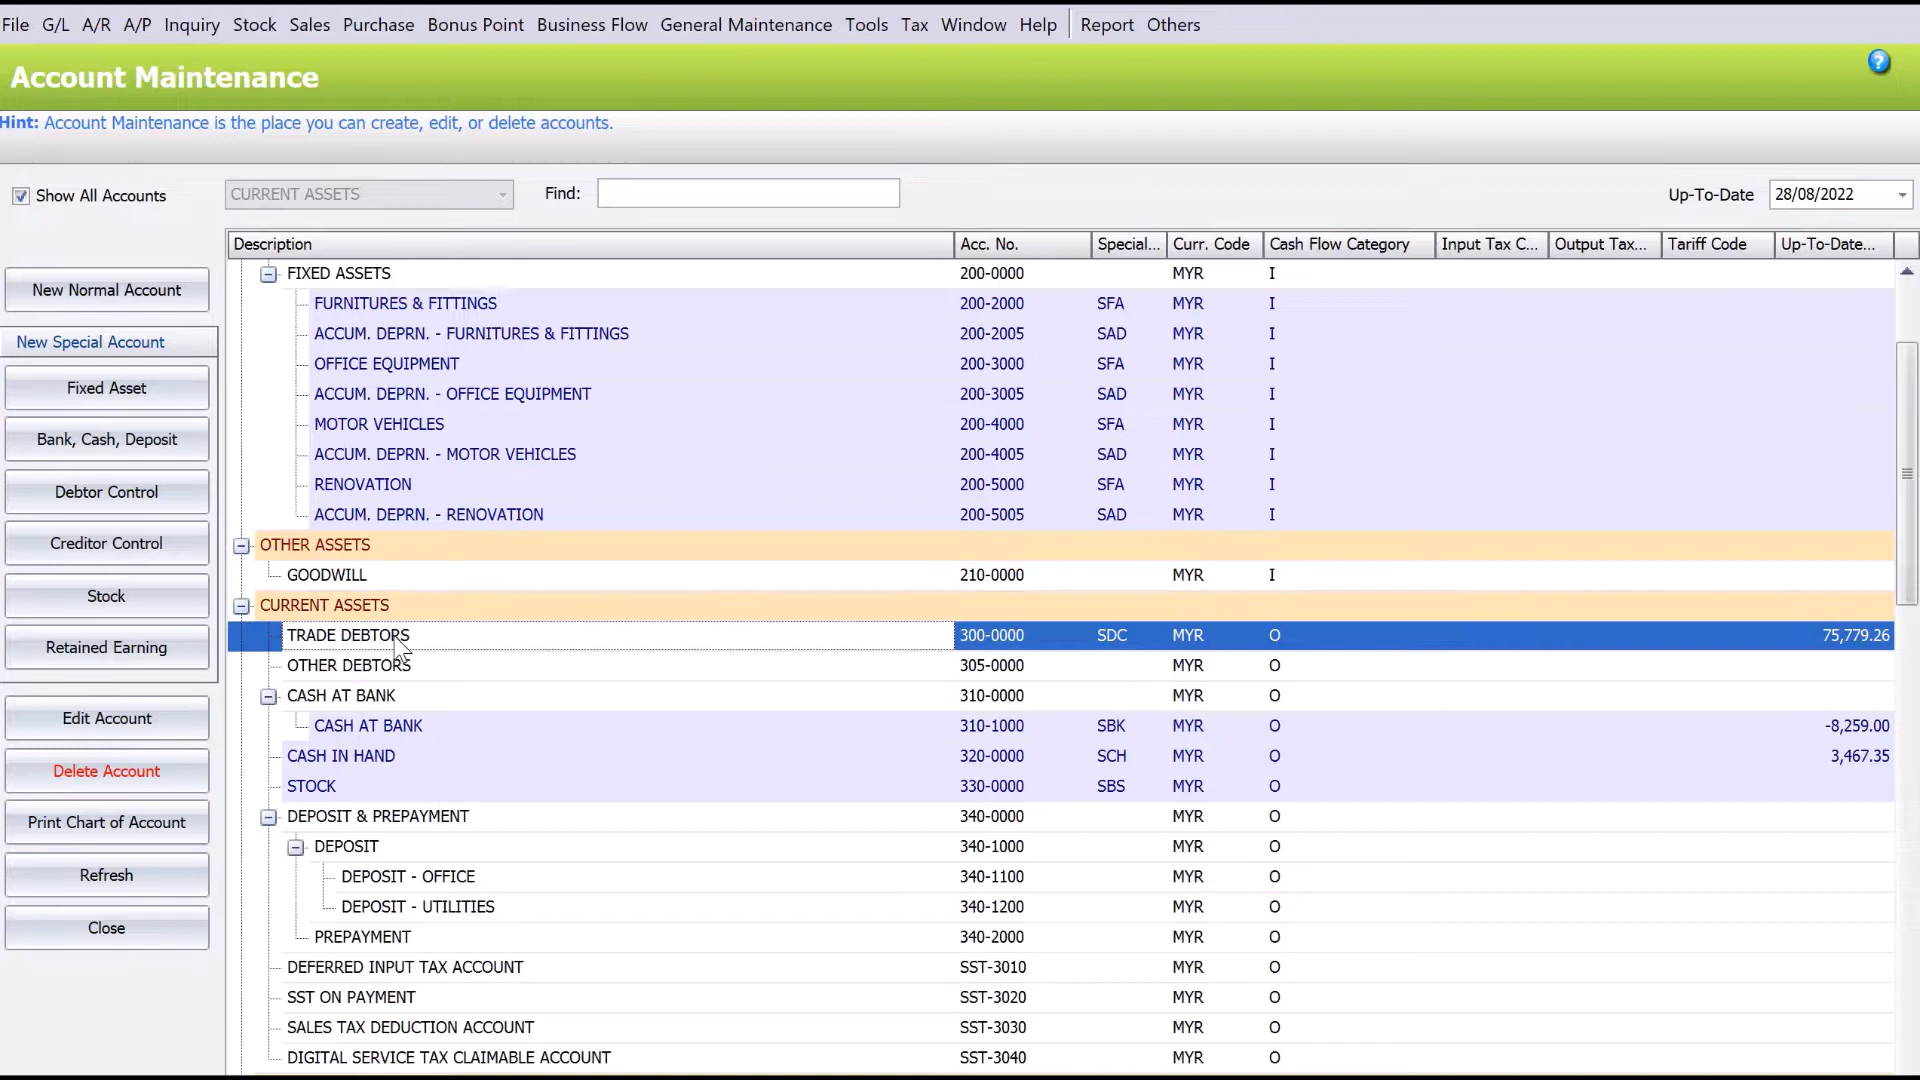 File G/L A/R A/P Inquiry Stock Sales Purchase Bonus Point Business Flow General Maintenance Tools Tax Window Help Report Others
Account Maintenance
Hint: Account Maintenance is the place you can create, edit, or delete accounts.
Show All Accounts CURRENT ASSETS Find: Up-To-Date 28/08/2022
New Normal Account
New Special Account
Fixed Asset
Bank, Cash, Deposit
Debtor Control
Creditor Control
Stock
Retained Earning
Edit Account
Delete Account
Print Chart of Account
Refresh
Close
Description Acc. No. Special... Curr. Code Cash Flow Category Input Tax C... Output Tax... Tariff Code Up-To-Date...
FIXED ASSETS 200-0000 MYR I
FURNITURES & FITTINGS 200-2000 SFA MYR I
ACCUM. DEPRN. - FURNITURES & FITTINGS 200-2005 SAD MYR I
OFFICE EQUIPMENT 200-3000 SFA MYR I
ACCUM. DEPRN. - OFFICE EQUIPMENT 200-3005 SAD MYR I
MOTOR VEHICLES 200-4000 SFA MYR I
ACCUM. DEPRN. - MOTOR VEHICLES 200-4005 SAD MYR I
RENOVATION 200-5000 SFA MYR I
ACCUM. DEPRN. - RENOVATION 200-5005 SAD MYR I
OTHER ASSETS
GOODWILL 210-0000 MYR I
CURRENT ASSETS
TRADE DEBTORS 300-0000 SDC MYR O 75,779.26
OTHER DEBTORS 305-0000 MYR O
CASH AT BANK 310-0000 MYR O
CASH AT BANK 310-1000 SBK MYR O -8,259.00
CASH IN HAND 320-0000 SCH MYR O 3,467.35
STOCK 330-0000 SBS MYR O
DEPOSIT & PREPAYMENT 340-0000 MYR O
DEPOSIT 340-1000 MYR O
DEPOSIT - OFFICE 340-1100 MYR O
DEPOSIT - UTILITIES 340-1200 MYR O
PREPAYMENT 340-2000 MYR O
DEFERRED INPUT TAX ACCOUNT SST-3010 MYR O
SST ON PAYMENT SST-3020 MYR O
SALES TAX DEDUCTION ACCOUNT SST-3030 MYR O
DIGITAL SERVICE TAX CLAIMABLE ACCOUNT SST-3040 MYR O